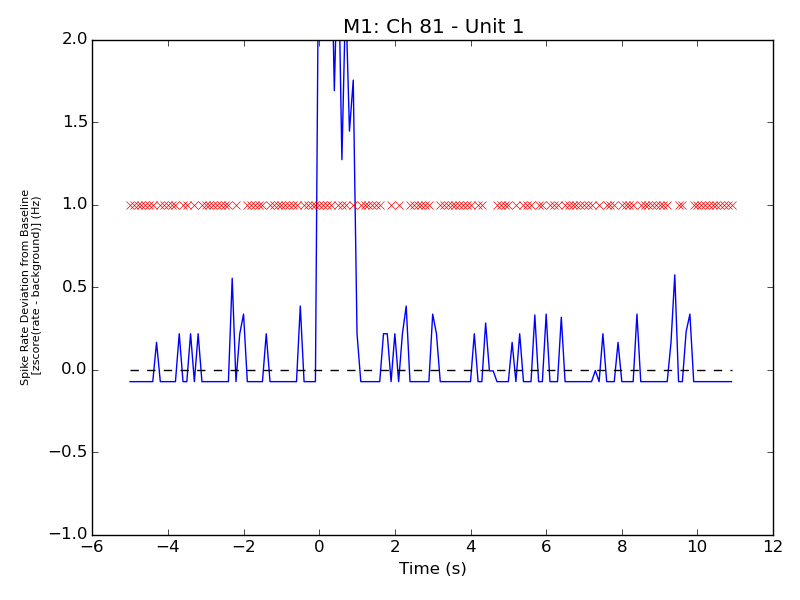 M1: Ch 81 - Unit 1
2.0
1.5
1.0
0.5
0.0
−0.5
−1.0
Spike Rate Deviation from Baseline
[zscore(rate - background)] (Hz)
−6 −4 −2 0 2 4 6 8 10 12
Time (s)